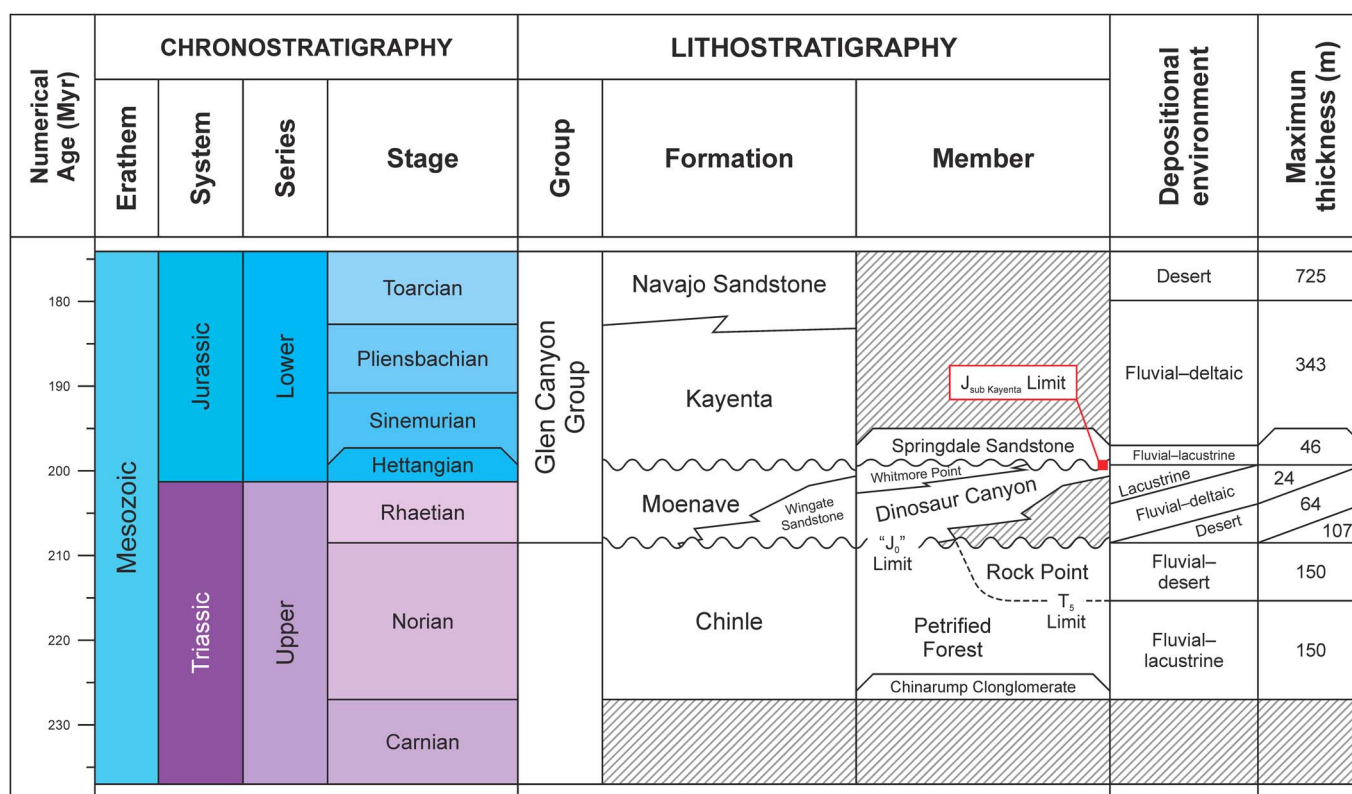 CHRONOSTRATIGRAPHY
LITHOSTRATIGRAPHY
Numerical
Age (Myr)
Erathem
System
Series
Stage
Group
Formation
Member
Depositional
environment
Maximun
thickness (m)
180
190
200
210
220
230
Mesozoic
Jurassic
Triassic
Lower
Upper
Toarcian
Pliensbachian
Sinemurian
Hettangian
Rhaetian
Norian
Carnian
Glen Canyon
Group
Navajo Sandstone
Kayenta
Moenave
Wingate
Sandstone
Chinle
Jsub Kayenta Limit
Springdale Sandstone
Whitmore Point
Dinosaur Canyon
“J0”
Limit
Rock Point
T5
Limit
Petrified
Forest
Chinarump Clonglomerate
Desert
Fluvial–deltaic
Fluvial–lacustrine
Lacustrine
Fluvial–deltaic
Desert
Fluvial–
desert
Fluvial–
lacustrine
725
343
46
24
64
107
150
150